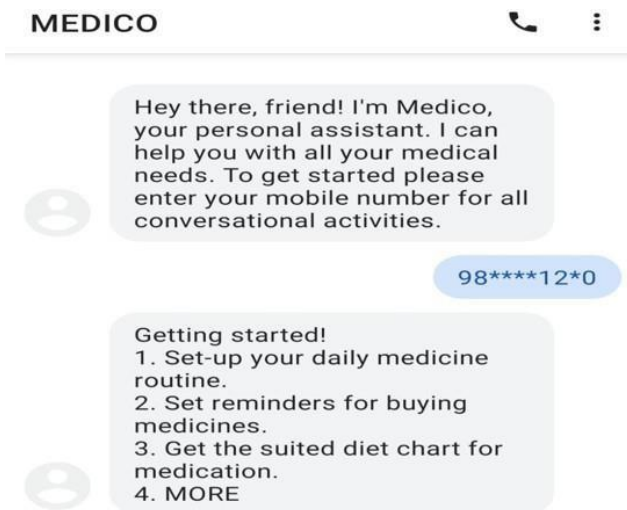 MEDICO
Hey there, friend! I'm Medico,
your personal assistant. I can
help you with all your medical
needs. To get started please
enter your mobile number for all
conversational activities.
98****12*0
Getting started!
1. Set-up your daily medicine
routine.
2. Set reminders for buying
medicines.
3. Get the suited diet chart for
medication.
4. MORE